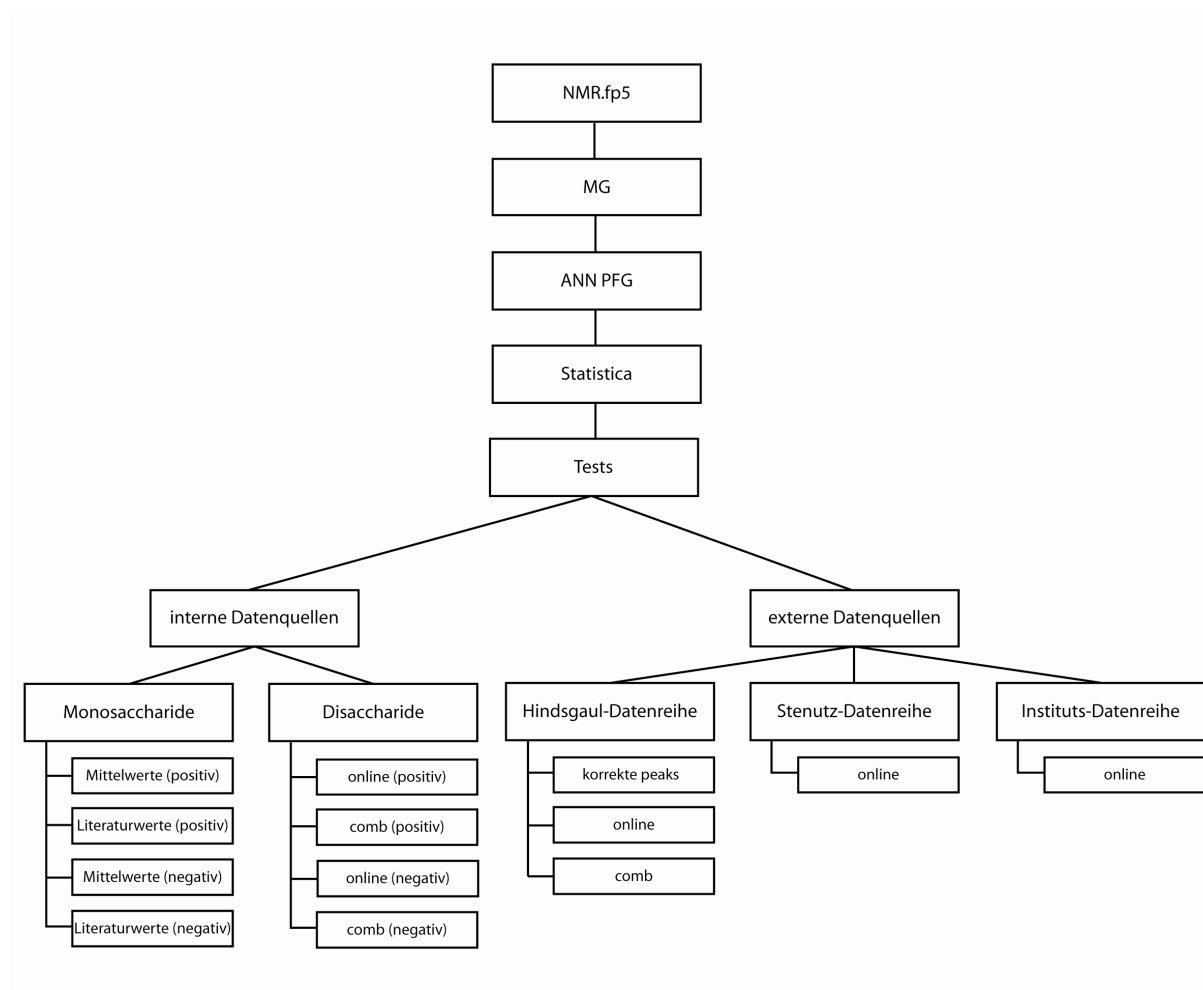 NMR.fp5
MG
ANN PFG
Statistica
Tests
interne Datenquellen
externe Datenquellen
Monosaccharide
Disaccharide
Hindsgaul-Datenreihe
Stenutz-Datenreihe
Instituts-Datenreihe
Mittelwerte (positiv)
Literaturwerte (positiv)
Mittelwerte (negativ)
Literaturwerte (negativ)
online (positiv)
comb (positiv)
online (negativ)
comb (negativ)
korrekte peaks
online
comb
online
online